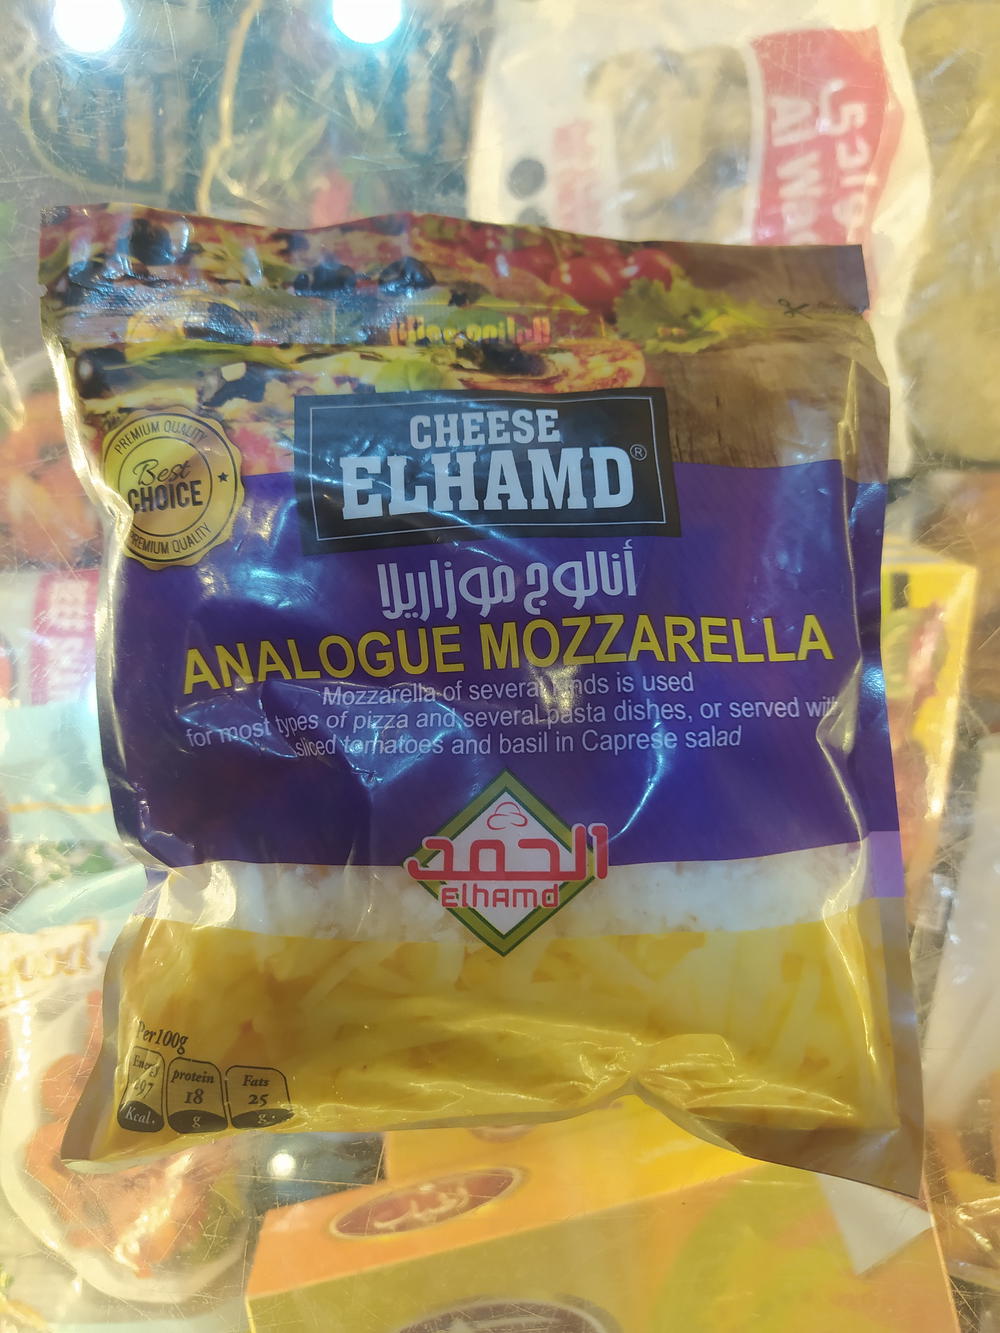 PREMIUM QUALITY
Best
CHOICE
PREMIUM QUALITY
CHEESE
ELHAMD®
أنالوج موزاريلا
ANALOGUE MOZZARELLA
Mozzarella of several kinds is used
for most types of pizza and several pasta dishes, or served with
sliced tomatoes and basil in Caprese salad
الحمد
elhamd
Per100g
Energy
Kcal.
protein
18
g
Fats
25
g